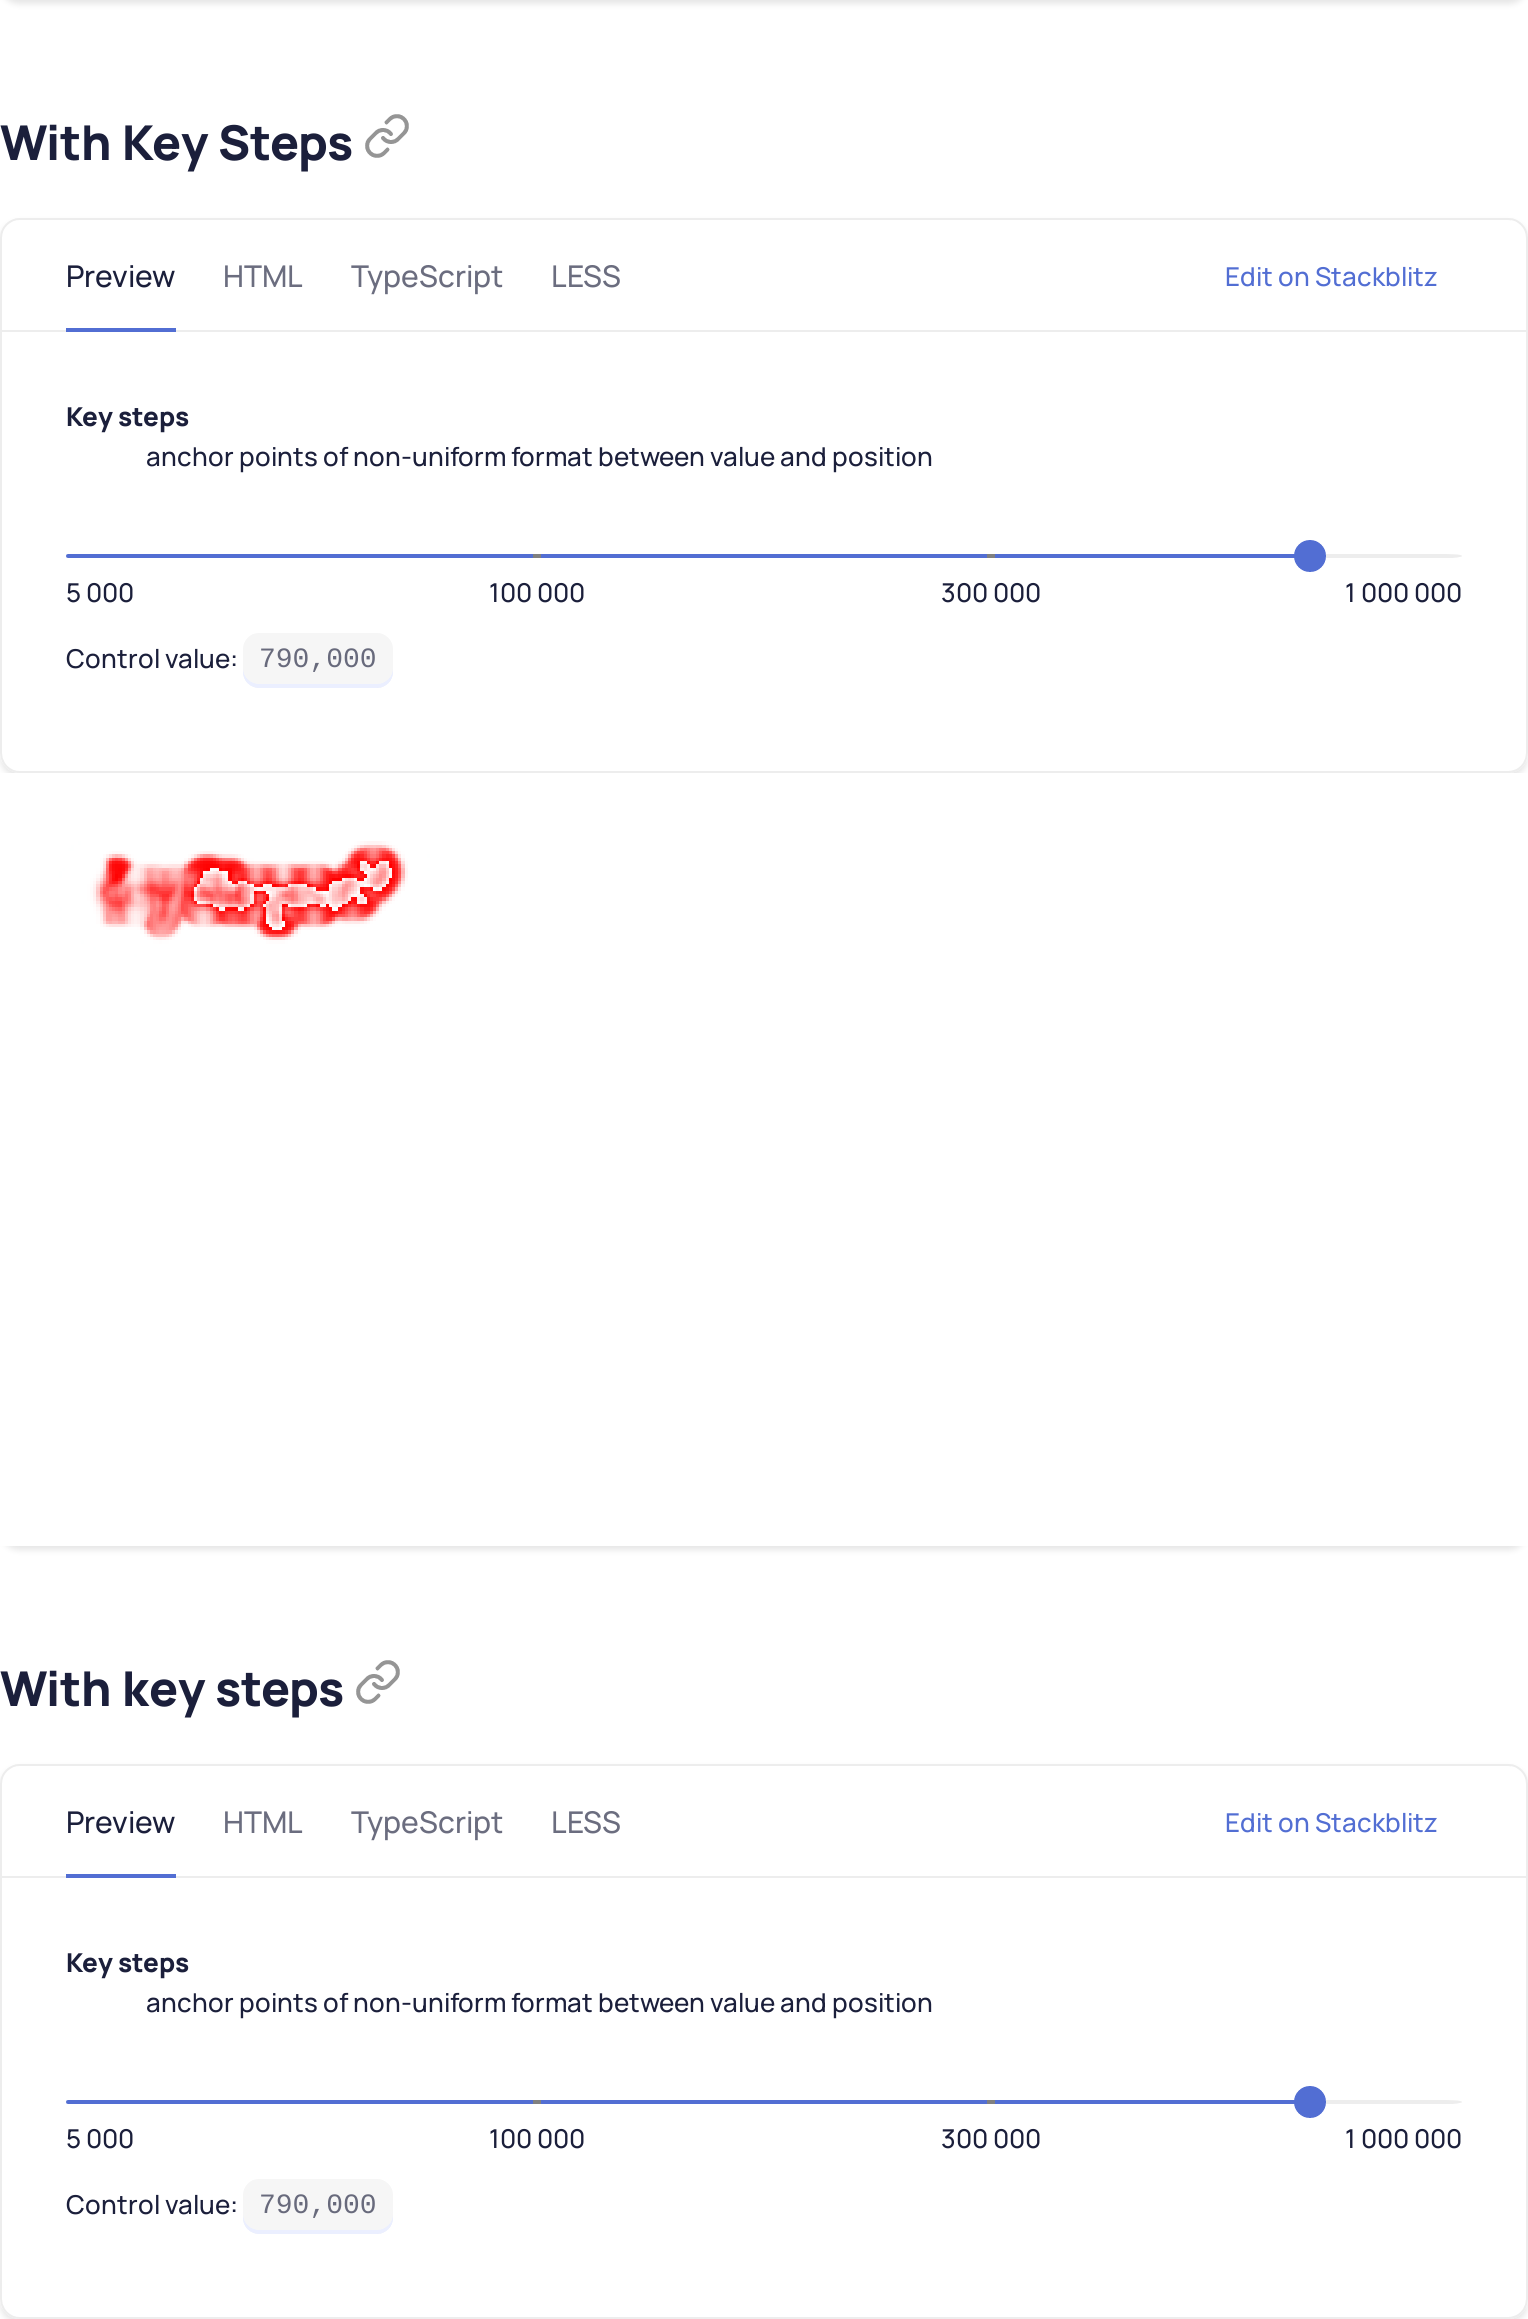 With Key Steps
Preview HTML TypeScript LESS Edit on Stackblitz
Key steps
anchor points of non-uniform format between value and position
5 000 100 000 300 000 1 000 000
Control value: 790,000
With key steps
Preview HTML TypeScript LESS Edit on Stackblitz
Key steps
anchor points of non-uniform format between value and position
5 000 100 000 300 000 1 000 000
Control value: 790,000